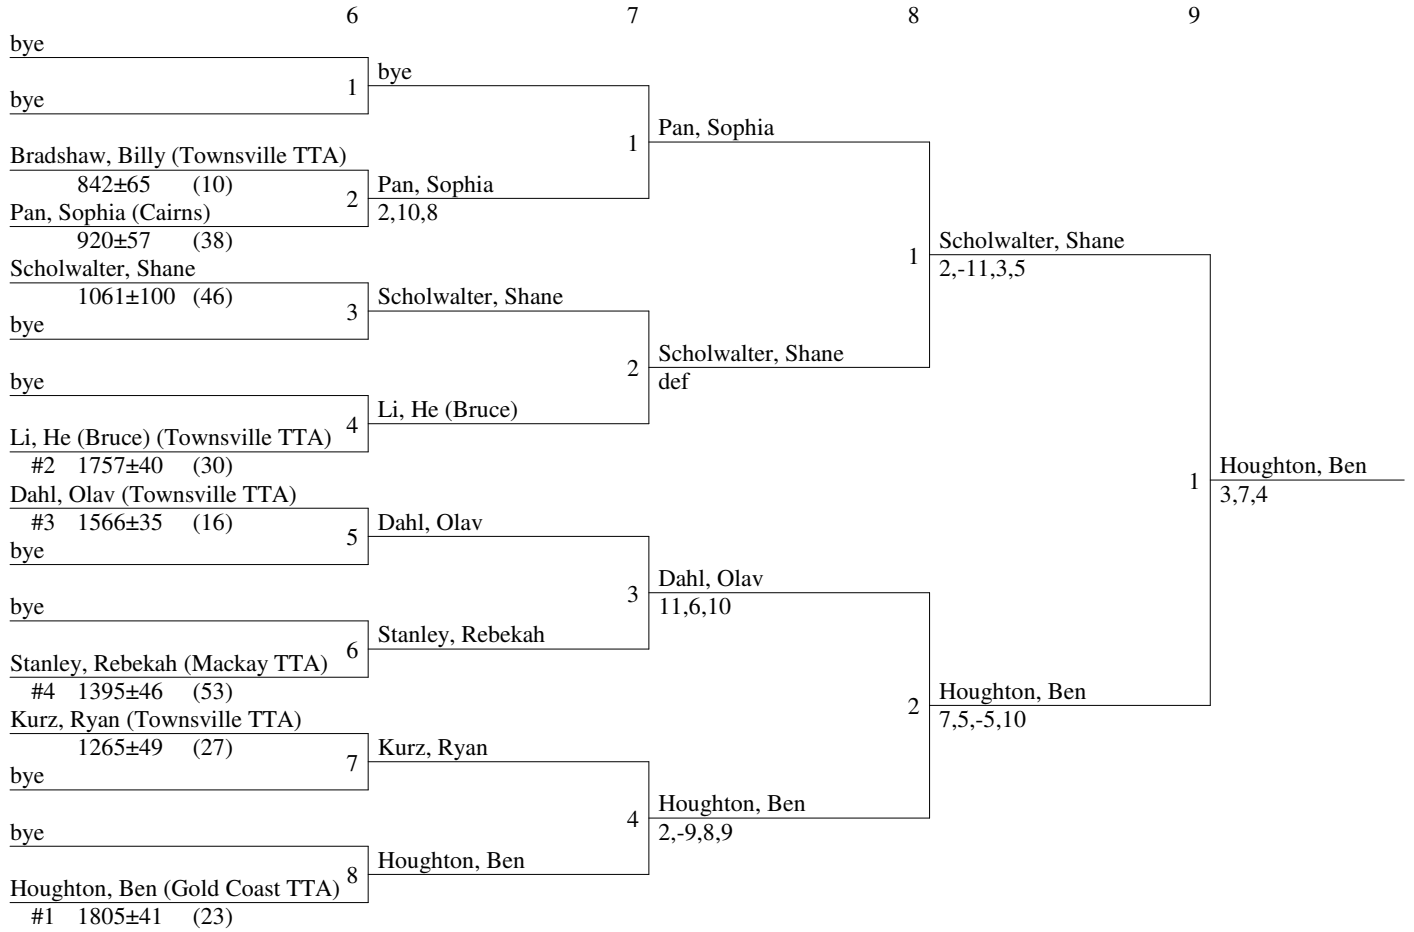 6 7 8 9
bye
1 bye
bye
1 Pan, Sophia
Bradshaw, Billy (Townsville TTA)
842±65 (10)
2 Pan, Sophia
2,10,8
Pan, Sophia (Cairns)
920±57 (38)
1 Scholwalter, Shane
2,-11,3,5
Scholwalter, Shane
1061±100 (46)
3 Scholwalter, Shane
bye
2 Scholwalter, Shane
def
bye
4 Li, He (Bruce)
Li, He (Bruce) (Townsville TTA)
#2 1757±40 (30)
1 Houghton, Ben
3,7,4
Dahl, Olav (Townsville TTA)
#3 1566±35 (16)
5 Dahl, Olav
bye
3 Dahl, Olav
11,6,10
bye
6 Stanley, Rebekah
Stanley, Rebekah (Mackay TTA)
#4 1395±46 (53)
2 Houghton, Ben
7,5,-5,10
Kurz, Ryan (Townsville TTA)
1265±49 (27)
7 Kurz, Ryan
bye
4 Houghton, Ben
2,-9,8,9
bye
8 Houghton, Ben
Houghton, Ben (Gold Coast TTA)
#1 1805±41 (23)